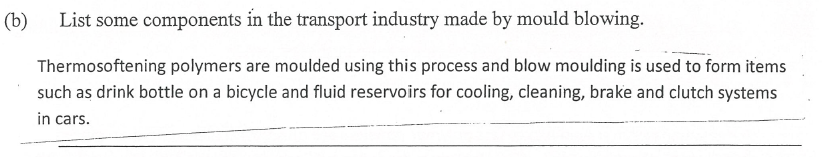 (b) List some components in the transport industry made by mould blowing.
Thermosoftening polymers are moulded using this process and blow moulding is used to form items
such as drink bottle on a bicycle and fluid reservoirs for cooling, cleaning, brake and clutch systems
in cars.